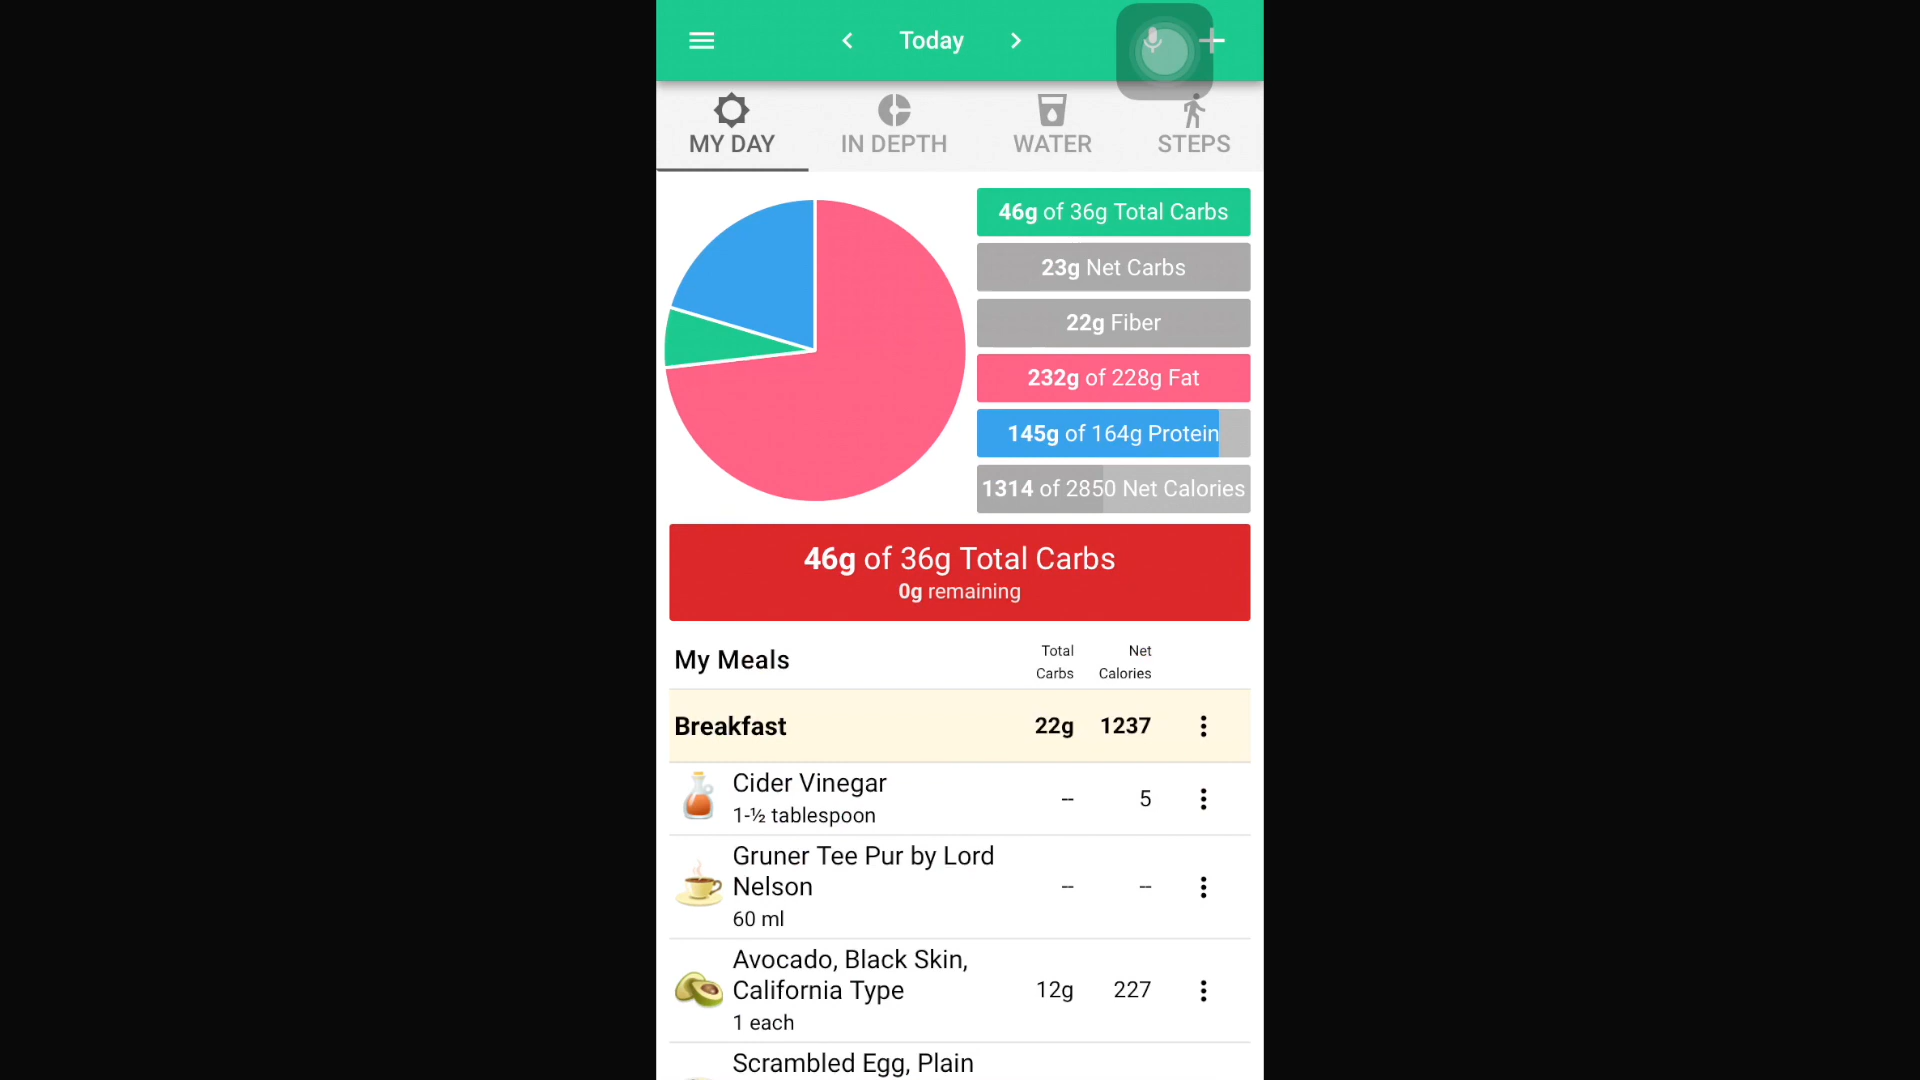 Today
MY DAY
IN DEPTH
WATER
STEPS
46g of 36g Total Carbs
23g Net Carbs
22g Fiber
232g of 228g Fat
145g of 164g Protein
1314 of 2850 Net Calories
46g of 36g Total Carbs
0g remaining
My Meals
Total
Carbs
Net
Calories
Breakfast
22g
1237
Cider Vinegar
1-½ tablespoon
--
5
Gruner Tee Pur by Lord
Nelson
60 ml
--
--
Avocado, Black Skin,
California Type
1 each
12g
227
Scrambled Egg, Plain